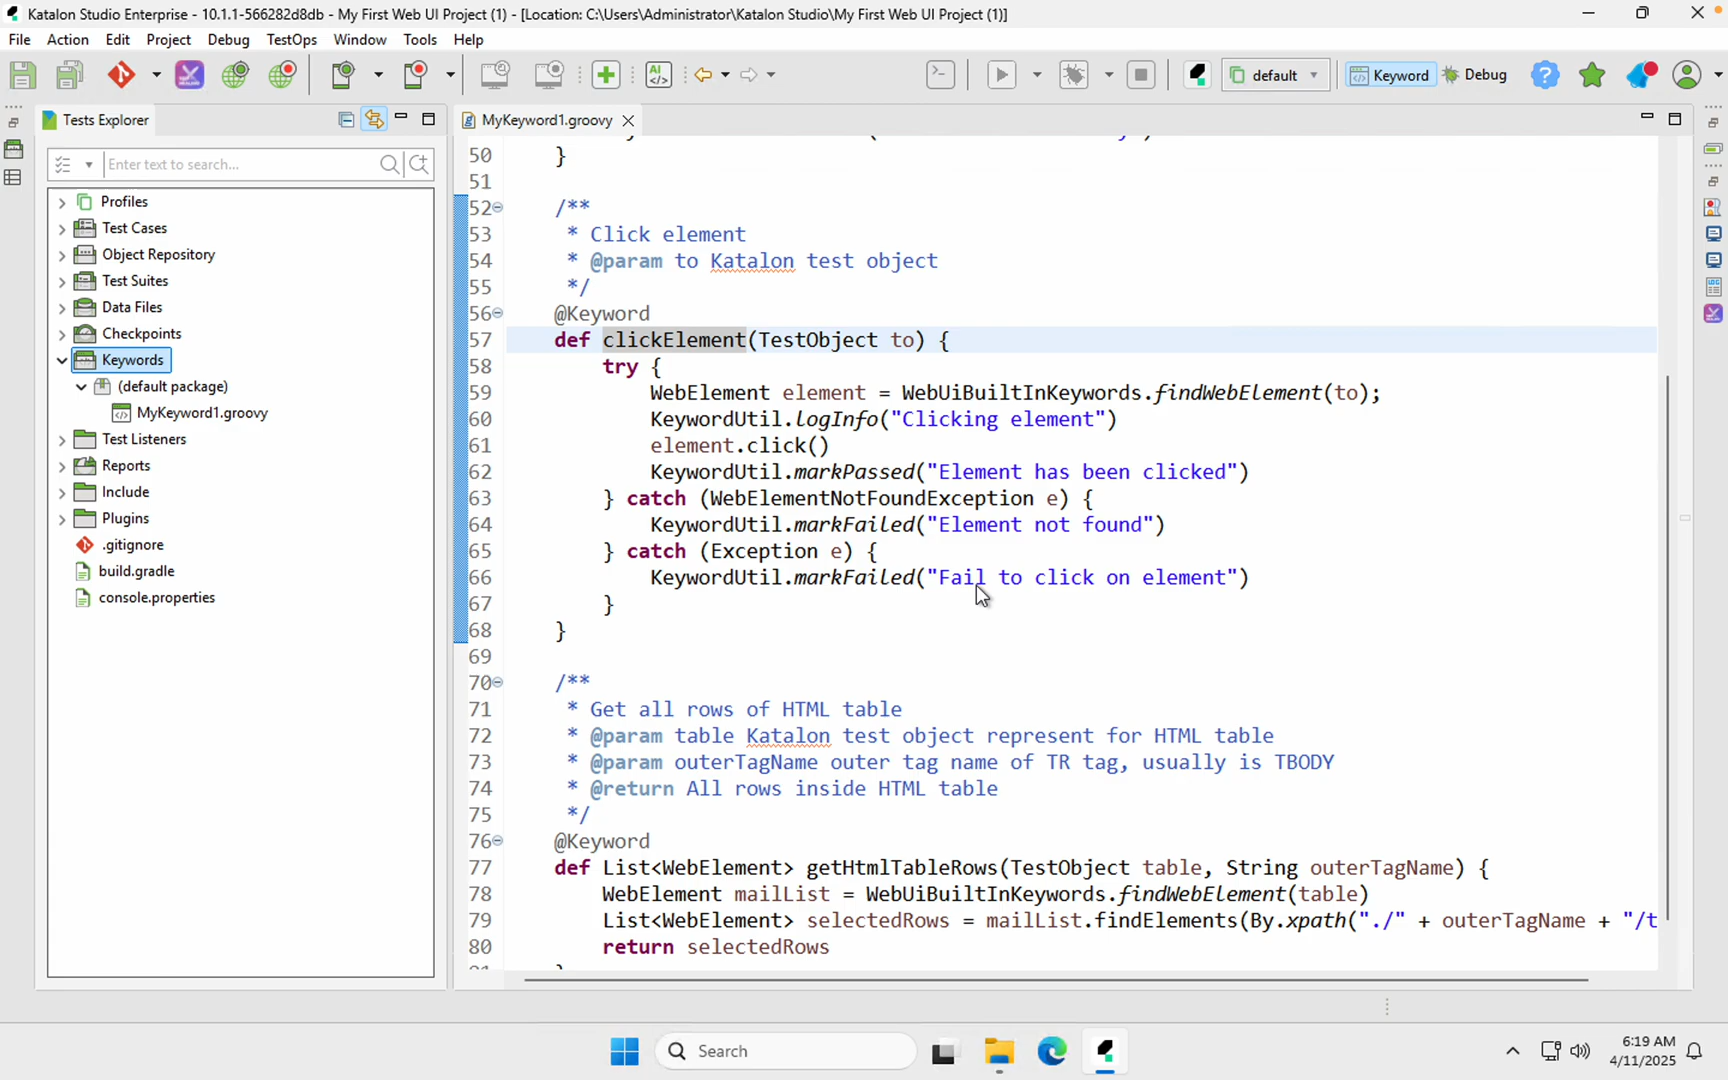 Katalon Studio Enterprise - 10.1.1-566282d8db - My First Web UI Project (1) - [Location: C:\Users\Administrator\Katalon Studio\My First Web UI Project (1)]
File Action Edit Project Debug TestOps Window Tools Help
default Keyword Debug
Tests Explorer
MyKeyword1.groovy
Enter text to search...
Profiles
Test Cases
Object Repository
Test Suites
Data Files
Checkpoints
Keywords
(default package)
MyKeyword1.groovy
Test Listeners
Reports
Include
Plugins
.gitignore
build.gradle
console.properties
50 }
51
52 /**
53 * Click element
54 * @param to Katalon test object
55 */
56 @Keyword
57 def clickElement(TestObject to) {
58 try {
59 WebElement element = WebUiBuiltInKeywords.findWebElement(to);
60 KeywordUtil.logInfo("Clicking element")
61 element.click()
62 KeywordUtil.markPassed("Element has been clicked")
63 } catch (WebElementNotFoundException e) {
64 KeywordUtil.markFailed("Element not found")
65 } catch (Exception e) {
66 KeywordUtil.markFailed("Fail to click on element")
67 }
68 }
69
70 /**
71 * Get all rows of HTML table
72 * @param table Katalon test object represent for HTML table
73 * @param outerTagName outer tag name of TR tag, usually is TBODY
74 * @return All rows inside HTML table
75 */
76 @Keyword
77 def List<WebElement> getHtmlTableRows(TestObject table, String outerTagName) {
78 WebElement mailList = WebUiBuiltInKeywords.findWebElement(table)
79 List<WebElement> selectedRows = mailList.findElements(By.xpath("./" + outerTagName + "/t
80 return selectedRows
Search
6:19 AM
4/11/2025